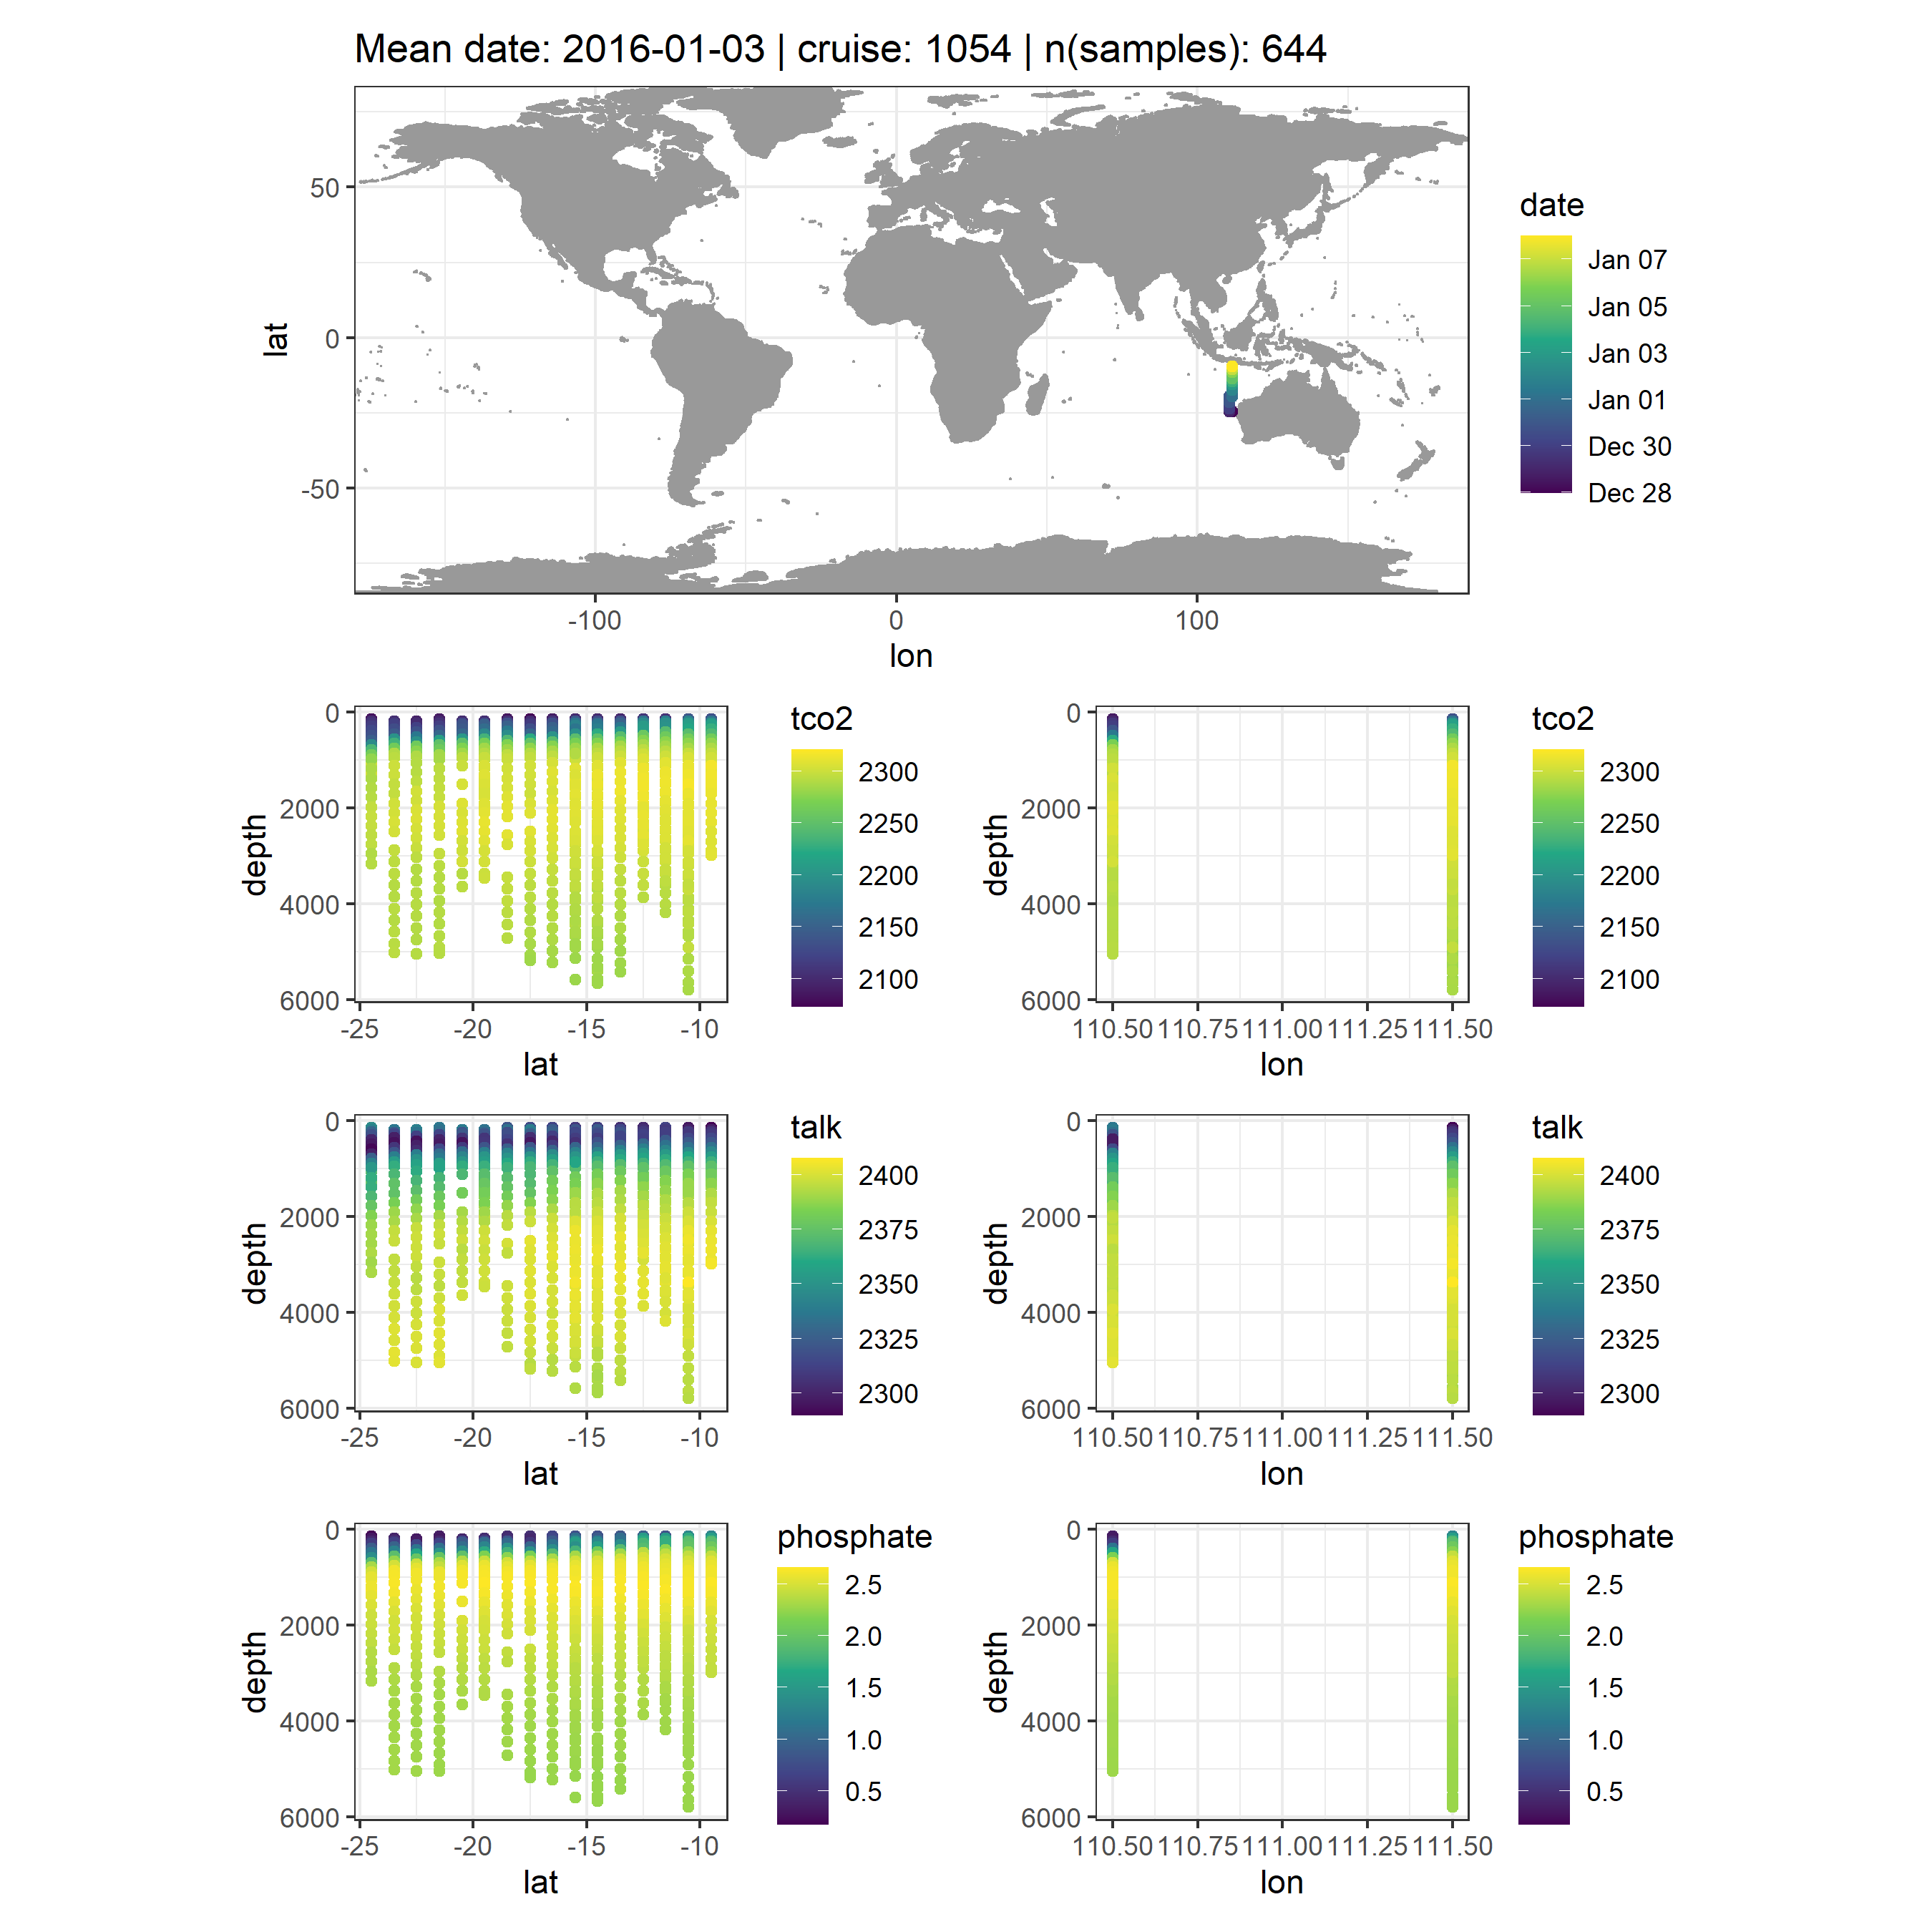 Mean date: 2016-01-03 | cruise: 1054 | n(samples): 644
lat
50
0
-50
-100
0
100
lon
date
Jan 07
Jan 05
Jan 03
Jan 01
Dec 30
Dec 28
depth
0
2000
4000
6000
-25
-20
-15
-10
lat
tco2
2300
2250
2200
2150
2100
depth
0
2000
4000
6000
110.50 110.75 111.00 111.25 111.50
lon
tco2
2300
2250
2200
2150
2100
depth
0
2000
4000
6000
-25
-20
-15
-10
lat
talk
2400
2375
2350
2325
2300
depth
0
2000
4000
6000
110.50 110.75 111.00 111.25 111.50
lon
talk
2400
2375
2350
2325
2300
depth
0
2000
4000
6000
-25
-20
-15
-10
lat
phosphate
2.5
2.0
1.5
1.0
0.5
depth
0
2000
4000
6000
110.50 110.75 111.00 111.25 111.50
lon
phosphate
2.5
2.0
1.5
1.0
0.5